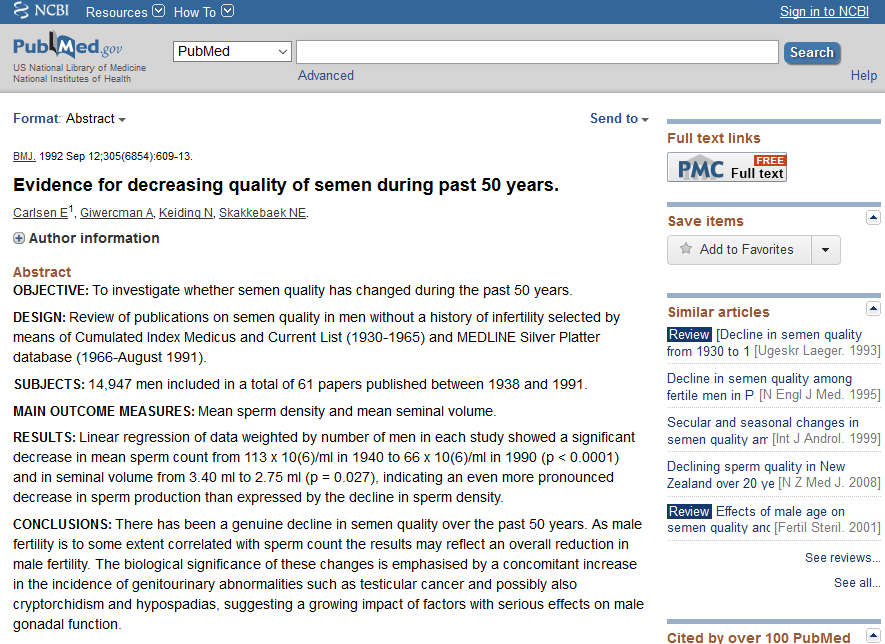 NCBI Resources How To Sign in to NCBI
PubMed.gov
US National Library of Medicine
National Institutes of Health
PubMed
Search
Advanced
Help
Format: Abstract
Send to
BMJ. 1992 Sep 12;305(6854):609-13.
Evidence for decreasing quality of semen during past 50 years.
Carlsen E1, Giwercman A, Keiding N, Skakkebaek NE.
Author information
Abstract
OBJECTIVE: To investigate whether semen quality has changed during the past 50 years.
DESIGN: Review of publications on semen quality in men without a history of infertility selected by
means of Cumulated Index Medicus and Current List (1930-1965) and MEDLINE Silver Platter
database (1966-August 1991).
SUBJECTS: 14,947 men included in a total of 61 papers published between 1938 and 1991.
MAIN OUTCOME MEASURES: Mean sperm density and mean seminal volume.
RESULTS: Linear regression of data weighted by number of men in each study showed a significant
decrease in mean sperm count from 113 x 10(6)/ml in 1940 to 66 x 10(6)/ml in 1990 (p < 0.0001)
and in seminal volume from 3.40 ml to 2.75 ml (p = 0.027), indicating an even more pronounced
decrease in sperm production than expressed by the decline in sperm density.
CONCLUSIONS: There has been a genuine decline in semen quality over the past 50 years. As male
fertility is to some extent correlated with sperm count the results may reflect an overall reduction in
male fertility. The biological significance of these changes is emphasised by a concomitant increase
in the incidence of genitourinary abnormalities such as testicular cancer and possibly also
cryptorchidism and hypospadias, suggesting a growing impact of factors with serious effects on male
gonadal function.
Full text links
PMC FREE
Full text
Save items
Add to Favorites
Similar articles
Review [Decline in semen quality
from 1930 to 1 [Ugeskr Laeger. 1993]
Decline in semen quality among
fertile men in P [N Engl J Med. 1995]
Secular and seasonal changes in
semen quality ar [Int J Androl. 1999]
Declining sperm quality in New
Zealand over 20 ye [N Z Med J. 2008]
Review Effects of male age on
semen quality anc [Fertil Steril. 2001]
See reviews...
See all...
Cited by over 100 PubMed